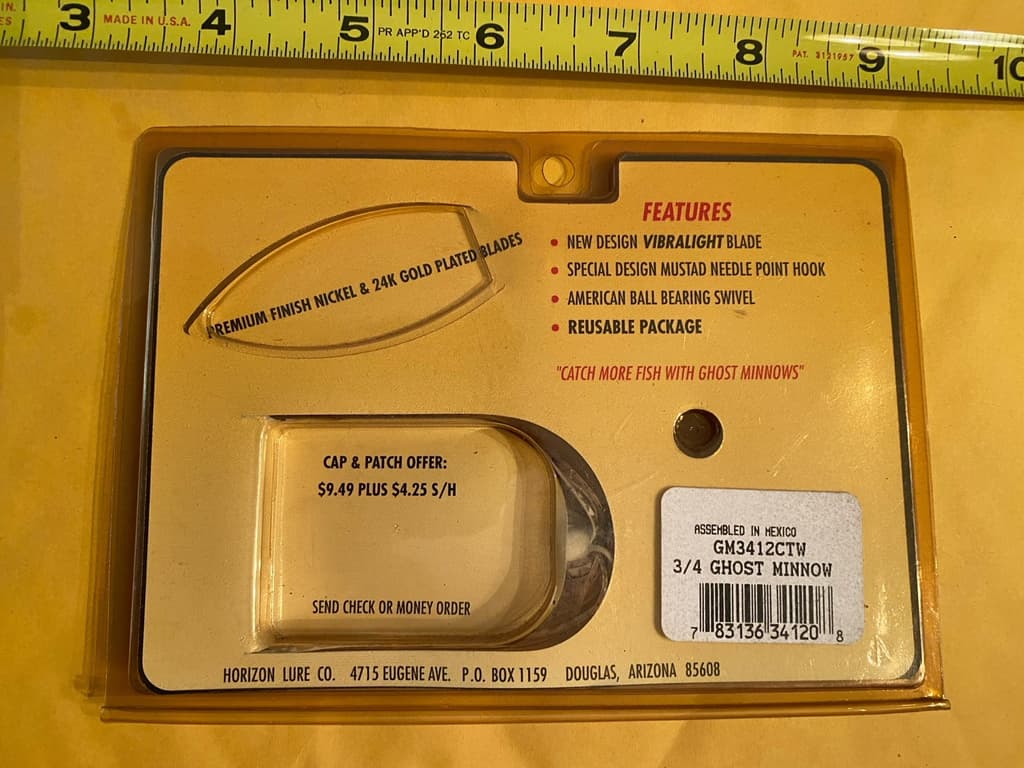 IN.
3 MADE IN U.S.A. 4 5 PR APP'D 252 TC 6 7 8 PAT. 3121957 9 10
PREMIUM FINISH NICKEL & 24K GOLD PLATED BLADES
FEATURES
• NEW DESIGN VIBRALIGHT BLADE
• SPECIAL DESIGN MUSTAD NEEDLE POINT HOOK
• AMERICAN BALL BEARING SWIVEL
• REUSABLE PACKAGE
"CATCH MORE FISH WITH GHOST MINNOWS"
CAP & PATCH OFFER:
$9.49 PLUS $4.25 S/H
SEND CHECK OR MONEY ORDER
ASSEMBLED IN MEXICO
GM3412CTW
3/4 GHOST MINNOW
7 83136 34120 8
HORIZON LURE CO. 4715 EUGENE AVE. P.O. BOX 1159 DOUGLAS, ARIZONA 85608